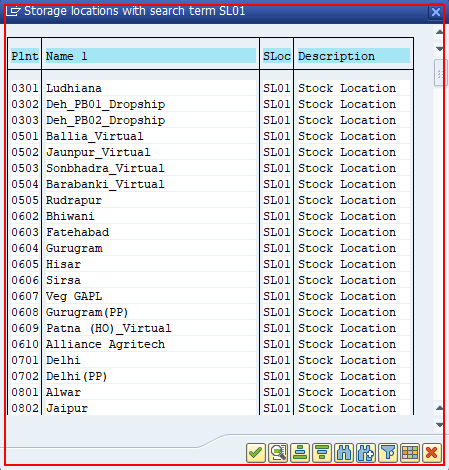 Storage locations with search term SL01
Plnt Name 1 SLoc Description
0301 Ludhiana SL01 Stock Location
0302 Deh_PB01_Dropship SL01 Stock Location
0303 Deh_PB02_Dropship SL01 Stock Location
0501 Ballia_Virtual SL01 Stock Location
0502 Jaunpur_Virtual SL01 Stock Location
0503 Sonbhadra_Virtual SL01 Stock Location
0504 Barabanki_Virtual SL01 Stock Location
0505 Rudrapur SL01 Stock Location
0602 Bhiwani SL01 Stock Location
0603 Fatehabad SL01 Stock Location
0604 Gurugram SL01 Stock Location
0605 Hisar SL01 Stock Location
0606 Sirsa SL01 Stock Location
0607 Veg GAPL SL01 Stock Location
0608 Gurugram(PP) SL01 Stock Location
0609 Patna (HO)_Virtual SL01 Stock Location
0610 Alliance Agritech SL01 Stock Location
0701 Delhi SL01 Stock Location
0702 Delhi(PP) SL01 Stock Location
0801 Alwar SL01 Stock Location
0802 Jaipur SL01 Stock Location